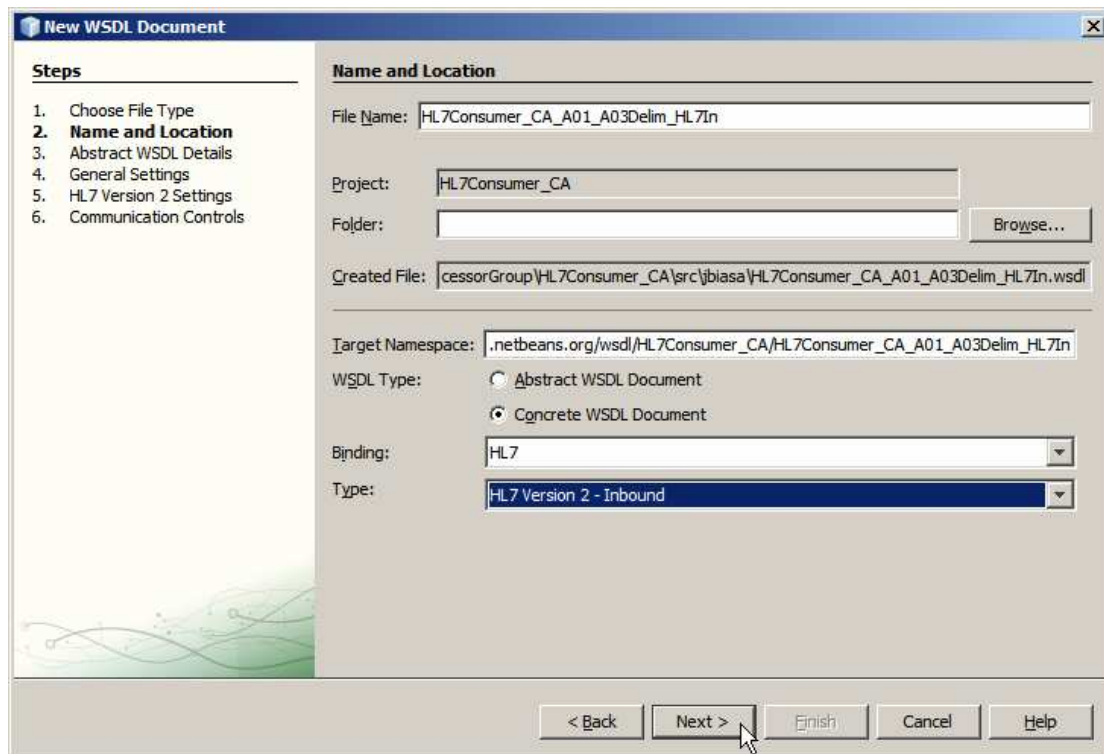 New WSDL Document
Steps
1. Choose File Type
2. Name and Location
3. Abstract WSDL Details
4. General Settings
5. HL7 Version 2 Settings
6. Communication Controls
Name and Location
File Name: HL7Consumer_CA_A01_A03Delim_HL7In
Project: HL7Consumer_CA
Folder: Browse...
Created File: cessorGroup\HL7Consumer_CA\src\jbiasa\HL7Consumer_CA_A01_A03Delim_HL7In.wsdl
Target Namespace: .netbeans.org/wsdl/HL7Consumer_CA/HL7Consumer_CA_A01_A03Delim_HL7In
WSDL Type: Abstract WSDL Document
Concrete WSDL Document
Binding: HL7
Type: HL7 Version 2 - Inbound
< Back Next > Finish Cancel Help